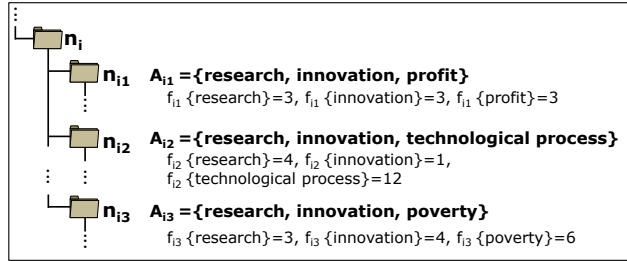 n_i
n_i1 A_i1={research, innovation, profit}
f_i1 {research}=3, f_i1 {innovation}=3, f_i1 {profit}=3
n_i2 A_i2={research, innovation, technological process}
f_i2 {research}=4, f_i2 {innovation}=1,
f_i2 {technological process}=12
n_i3 A_i3={research, innovation, poverty}
f_i3 {research}=3, f_i3 {innovation}=4, f_i3 {poverty}=6